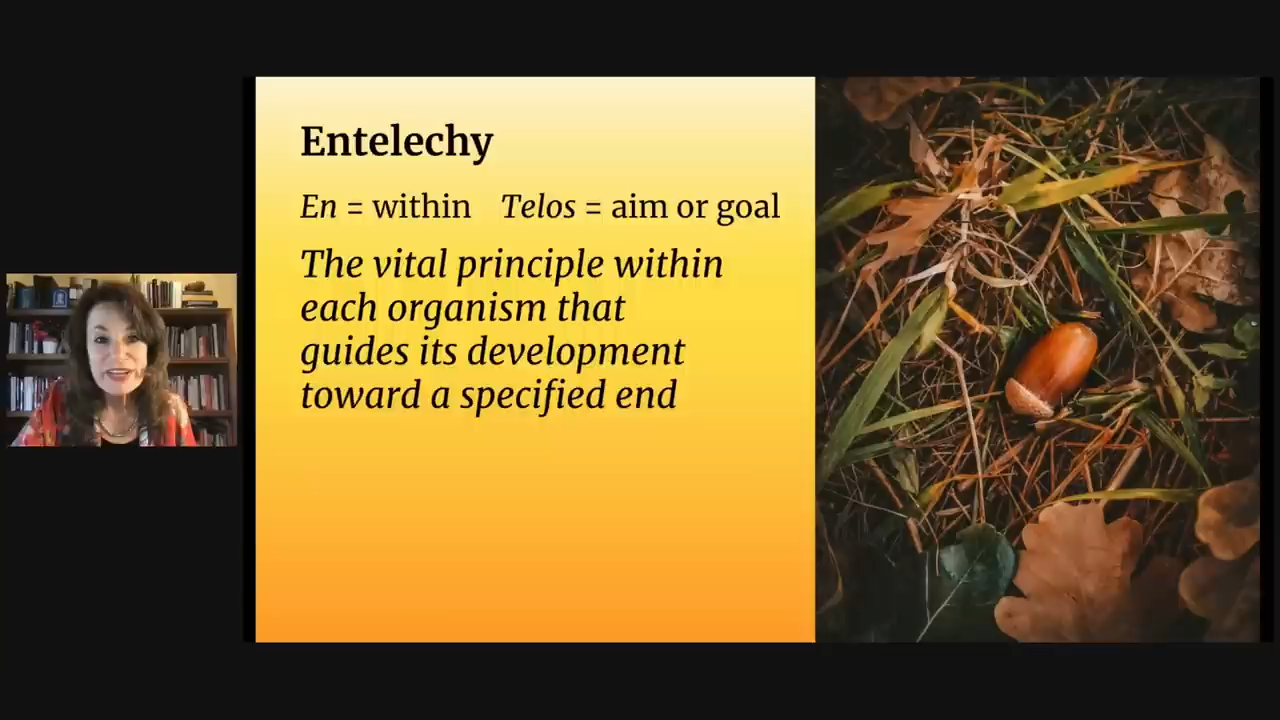 Entelechy
En = within Telos = aim or goal
The vital principle within
each organism that
guides its development
toward a specified end